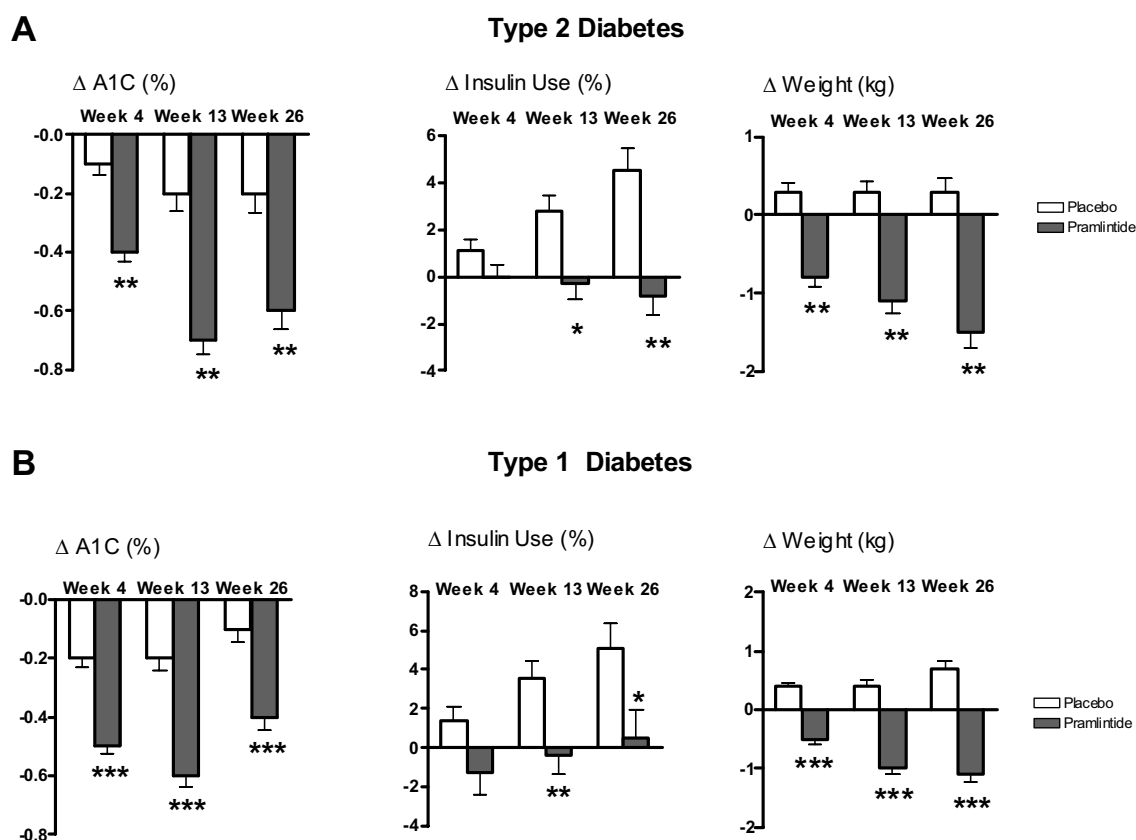 A
Type 2 Diabetes
Δ A1C (%)
Week 4 Week 13 Week 26
-0.0
-0.2
-0.4
-0.6
-0.8
**
**
**
Δ Insulin Use (%)
Week 4 Week 13 Week 26
6
4
2
0
-2
-4
*
**
Δ Weight (kg)
Week 4 Week 13 Week 26
1
0
-1
-2
**
**
**
Placebo
Pramlintide
B
Type 1 Diabetes
Δ A1C (%)
Week 4 Week 13 Week 26
-0.0
-0.2
-0.4
-0.6
-0.8
***
***
***
Δ Insulin Use (%)
Week 4 Week 13 Week 26
8
6
4
2
0
-2
-4
**
*
Δ Weight (kg)
Week 4 Week 13 Week 26
2
1
0
-1
-2
***
***
***
Placebo
Pramlintide